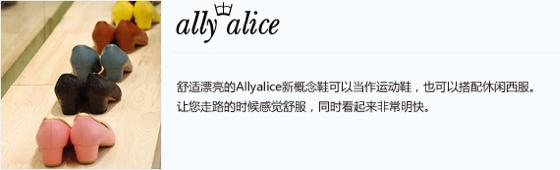 ally alice
舒适漂亮的Allyalice新概念鞋可以当作运动鞋，也可以搭配休闲西服。
让您走路的时候感觉舒服，同时看起来非常明快。